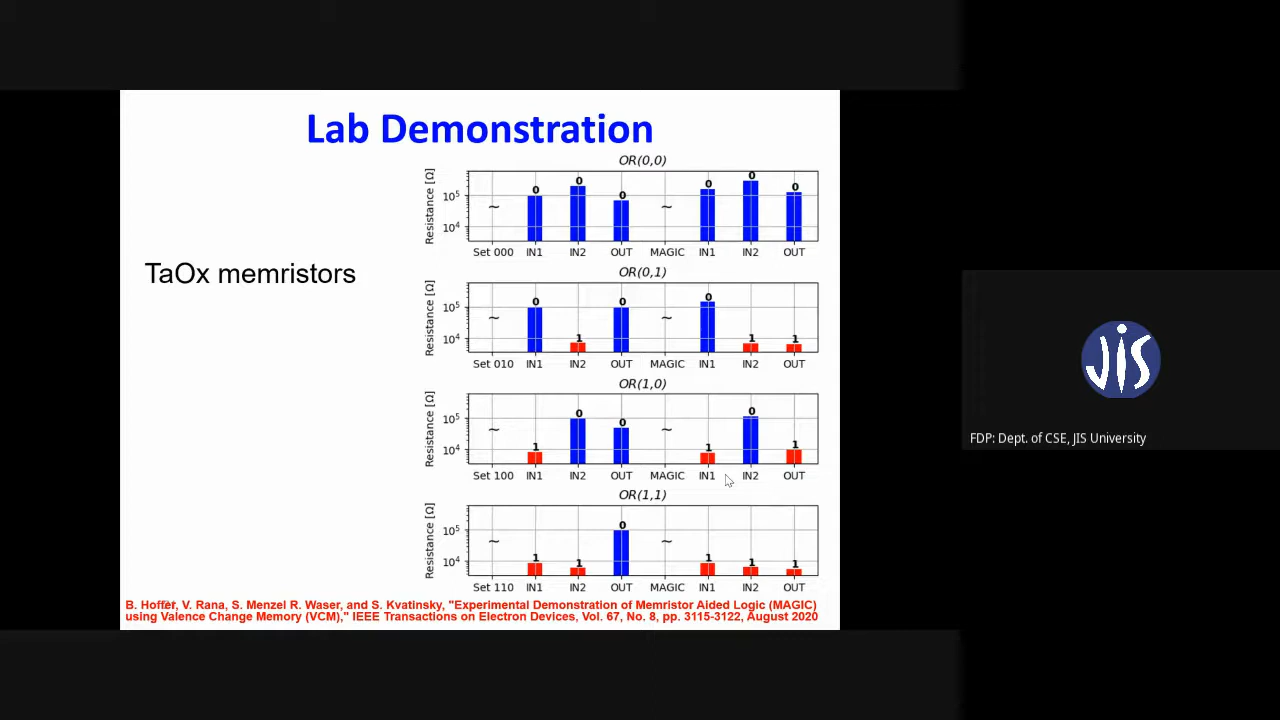 Lab Demonstration
TaOx memristors
OR(0,0)
Resistance [Ω]
10⁵
10⁴
0 0 0 0 0 0
~ ~
Set 000 IN1 IN2 OUT MAGIC IN1 IN2 OUT
OR(0,1)
Resistance [Ω]
10⁵
10⁴
0 1 0 0 1 1
~ ~
Set 010 IN1 IN2 OUT MAGIC IN1 IN2 OUT
OR(1,0)
Resistance [Ω]
10⁵
10⁴
1 0 0 1 0 1
~ ~
Set 100 IN1 IN2 OUT MAGIC IN1 IN2 OUT
OR(1,1)
Resistance [Ω]
10⁵
10⁴
1 1 0 1 1 1
~ ~
Set 110 IN1 IN2 OUT MAGIC IN1 IN2 OUT
B. Hoffer, V. Rana, S. Menzel R. Waser, and S. Kvatinsky, "Experimental Demonstration of Memristor Aided Logic (MAGIC)
using Valence Change Memory (VCM)," IEEE Transactions on Electron Devices, Vol. 67, No. 8, pp. 3115-3122, August 2020
JIS
FDP: Dept. of CSE, JIS University